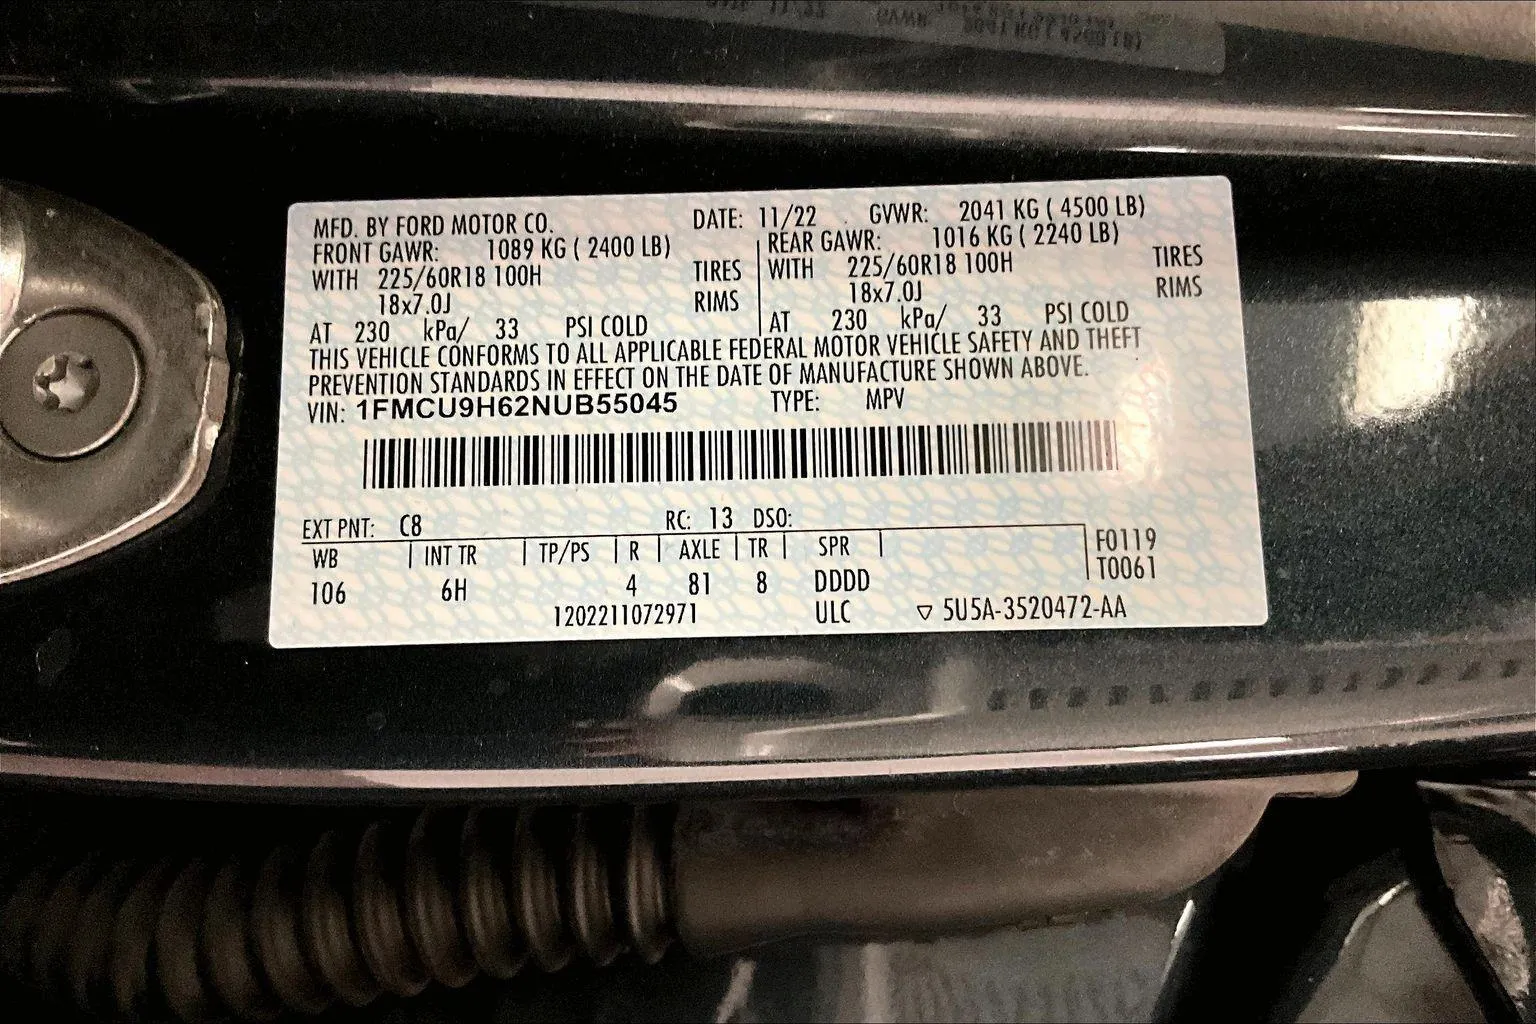 MFD. BY FORD MOTOR CO. DATE: 11/22 GVWR: 2041 KG ( 4500 LB)
FRONT GAWR: 1089 KG ( 2400 LB) REAR GAWR: 1016 KG ( 2240 LB)
WITH 225/60R18 100H TIRES WITH 225/60R18 100H TIRES
18x7.0J RIMS 18x7.0J RIMS
AT 230 kPa/ 33 PSI COLD AT 230 kPa/ 33 PSI COLD
THIS VEHICLE CONFORMS TO ALL APPLICABLE FEDERAL MOTOR VEHICLE SAFETY AND THEFT
PREVENTION STANDARDS IN EFFECT ON THE DATE OF MANUFACTURE SHOWN ABOVE.
VIN: 1FMCU9H62NUB55045 TYPE: MPV
EXT PNT: C8 RC: 13 DSO:
WB INT TR TP/PS R AXLE TR SPR F0119
106 6H 4 81 8 DDDD T0061
1202211072971 ULC ▽ 5U5A-3520472-AA